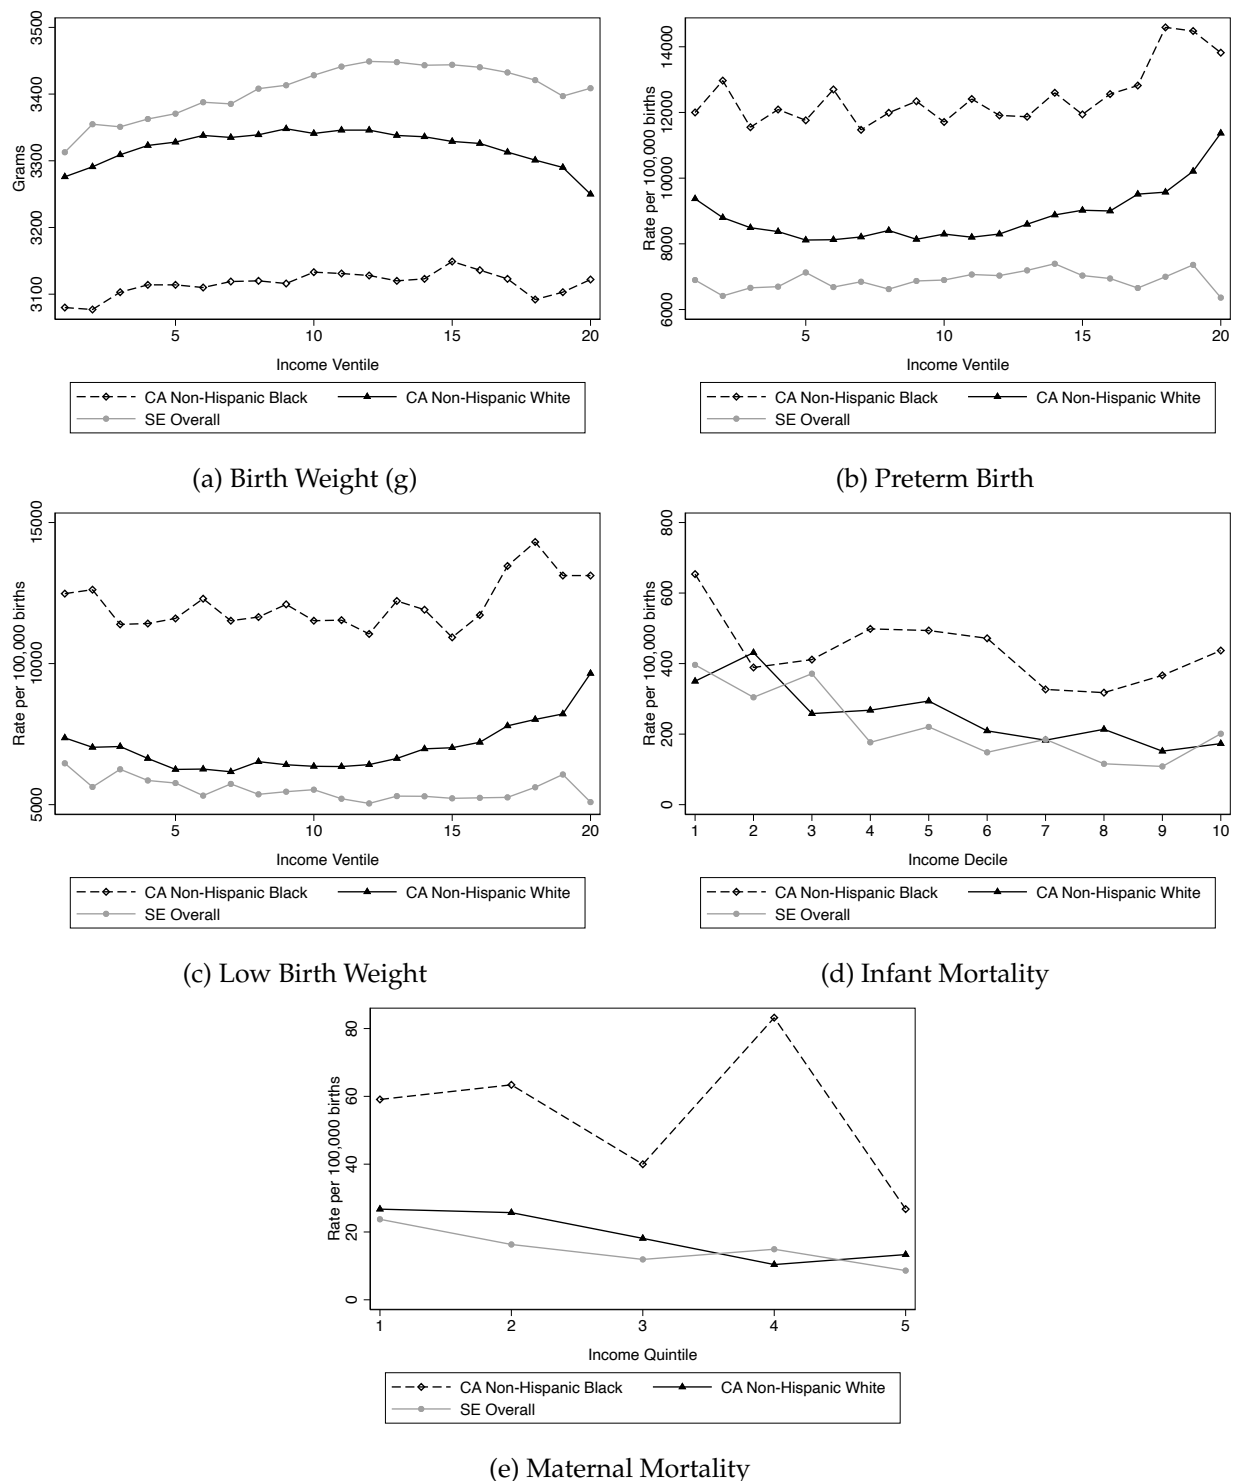 3500
3400
3300
3200
3100
Grams
5 10 15 20
Income Ventile
CA Non-Hispanic Black CA Non-Hispanic White
SE Overall
(a) Birth Weight (g)
14000
12000
10000
8000
6000
Rate per 100,000 births
5 10 15 20
Income Ventile
CA Non-Hispanic Black CA Non-Hispanic White
SE Overall
(b) Preterm Birth
15000
10000
5000
Rate per 100,000 births
5 10 15 20
Income Ventile
CA Non-Hispanic Black CA Non-Hispanic White
SE Overall
(c) Low Birth Weight
800
600
400
200
0
Rate per 100,000 births
1 2 3 4 5 6 7 8 9 10
Income Decile
CA Non-Hispanic Black CA Non-Hispanic White
SE Overall
(d) Infant Mortality
80
60
40
20
0
Rate per 100,000 births
1 2 3 4 5
Income Quintile
CA Non-Hispanic Black CA Non-Hispanic White
SE Overall
(e) Maternal Mortality